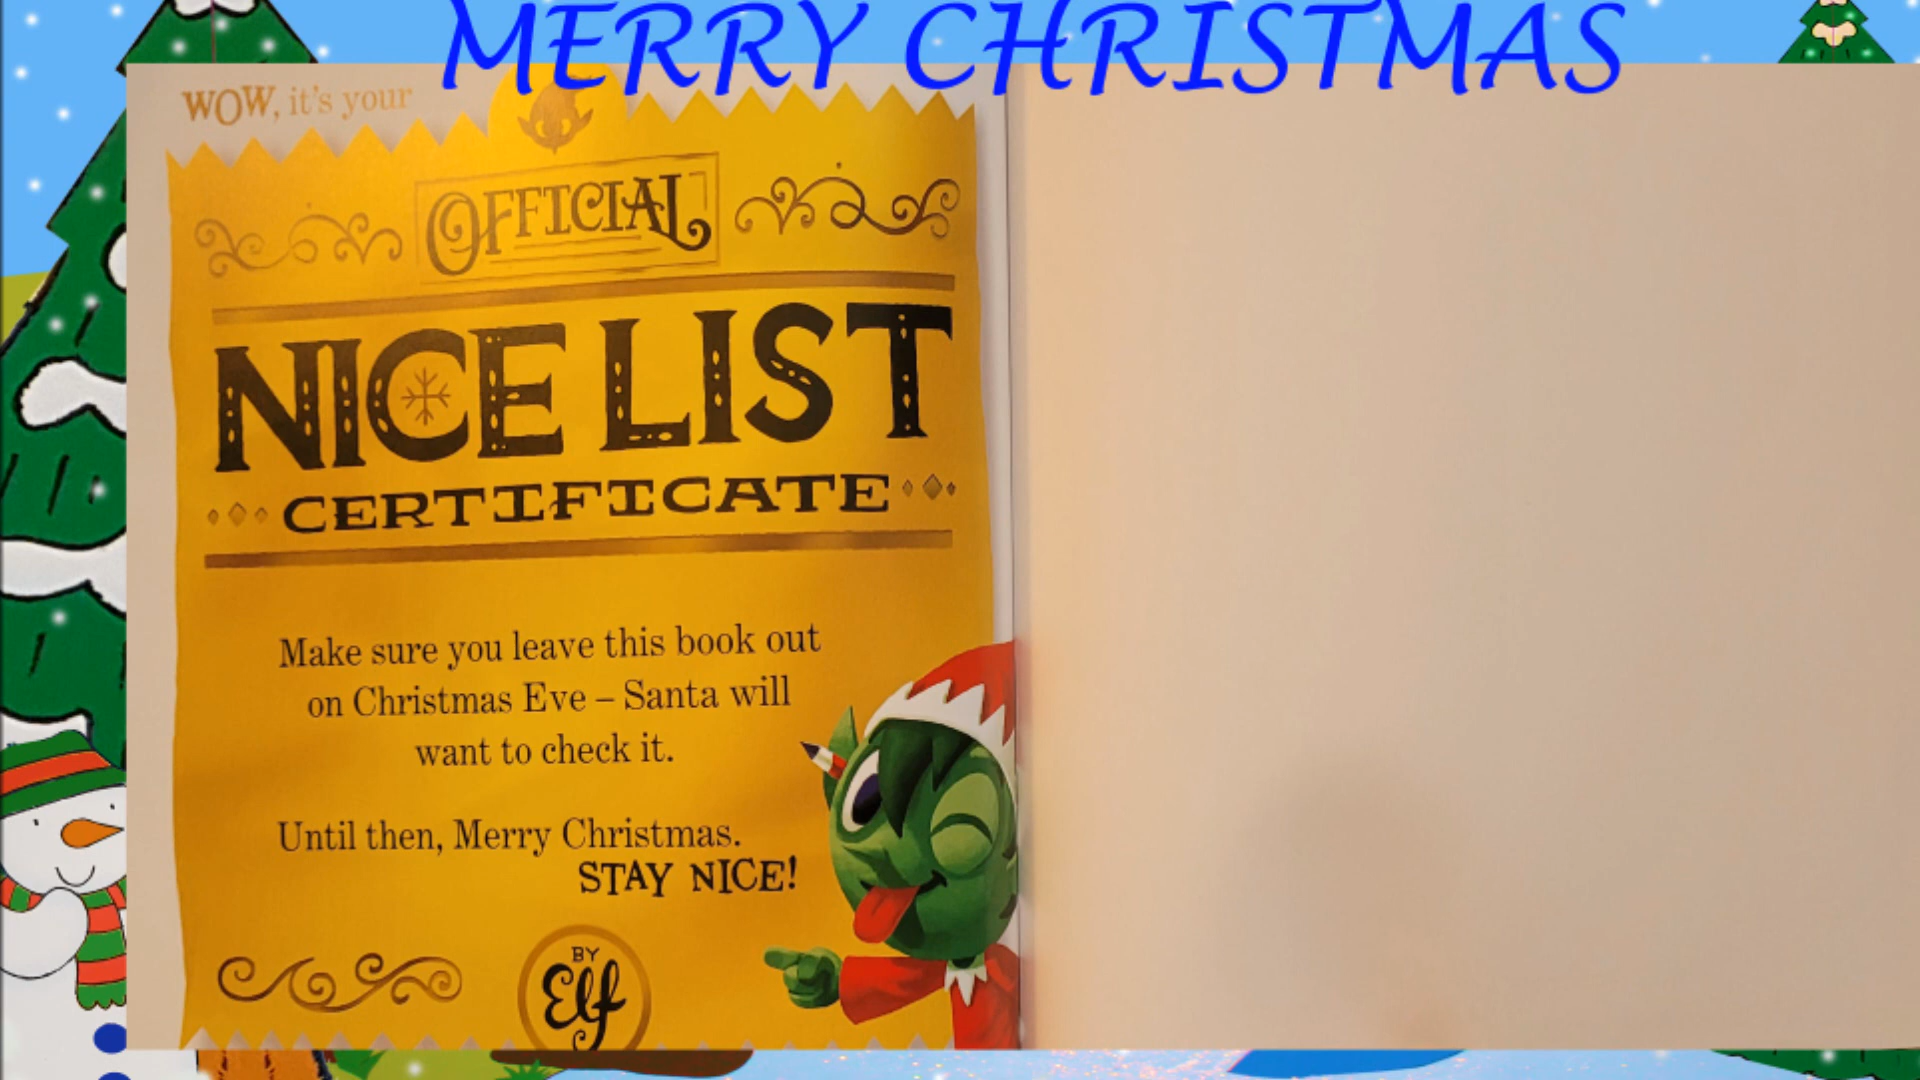 MERRY CHRISTMAS
WOW, it's your
OFFICIAL
NICE LIST
CERTIFICATE
Make sure you leave this book out
on Christmas Eve – Santa will
want to check it.
Until then, Merry Christmas.
STAY NICE!
BY
Elf